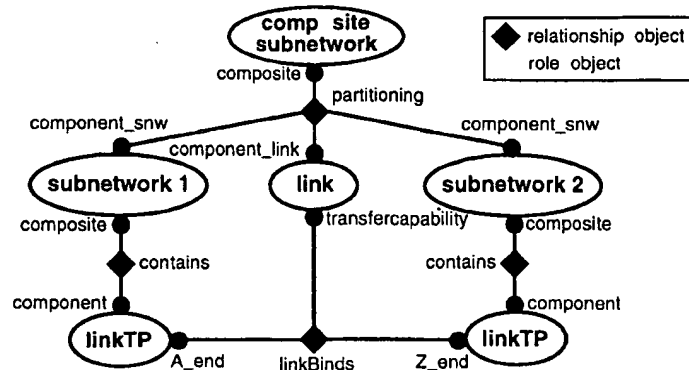 comp site
subnetwork
relationship object
role object
composite
partitioning
component_snw
component_link
component_snw
subnetwork 1
link
subnetwork 2
composite
transfercapability
composite
contains
contains
component
component
linkTP
linkTP
A_end
linkBinds
Z_end